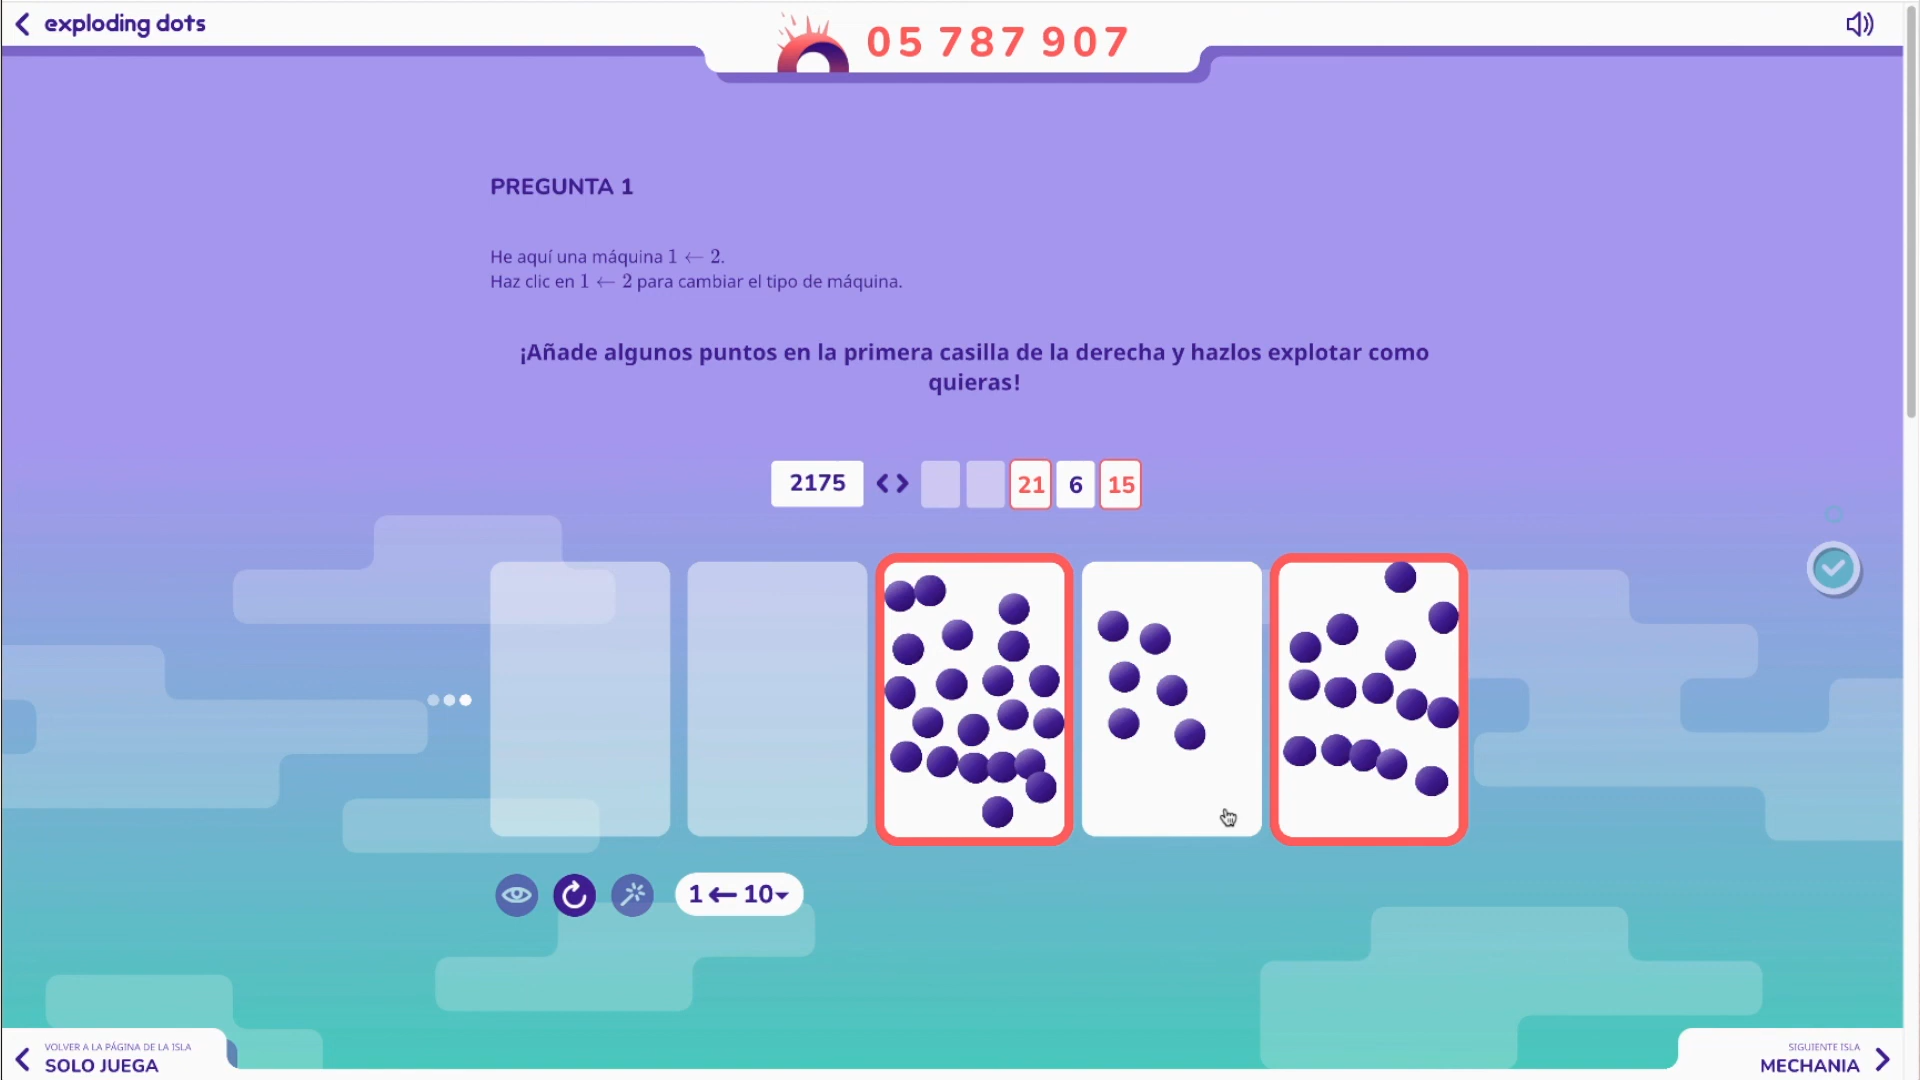 exploding dots
05 787 907
PREGUNTA 1
He aquí una máquina 1 ← 2.
Haz clic en 1 ← 2 para cambiar el tipo de máquina.
¡Añade algunos puntos en la primera casilla de la derecha y hazlos explotar como
quieras!
2175 <> 21 6 15
1 ← 10
VOLVER A LA PÁGINA DE LA ISLA
SOLO JUEGA
SIGUIENTE ISLA
MECHANIA